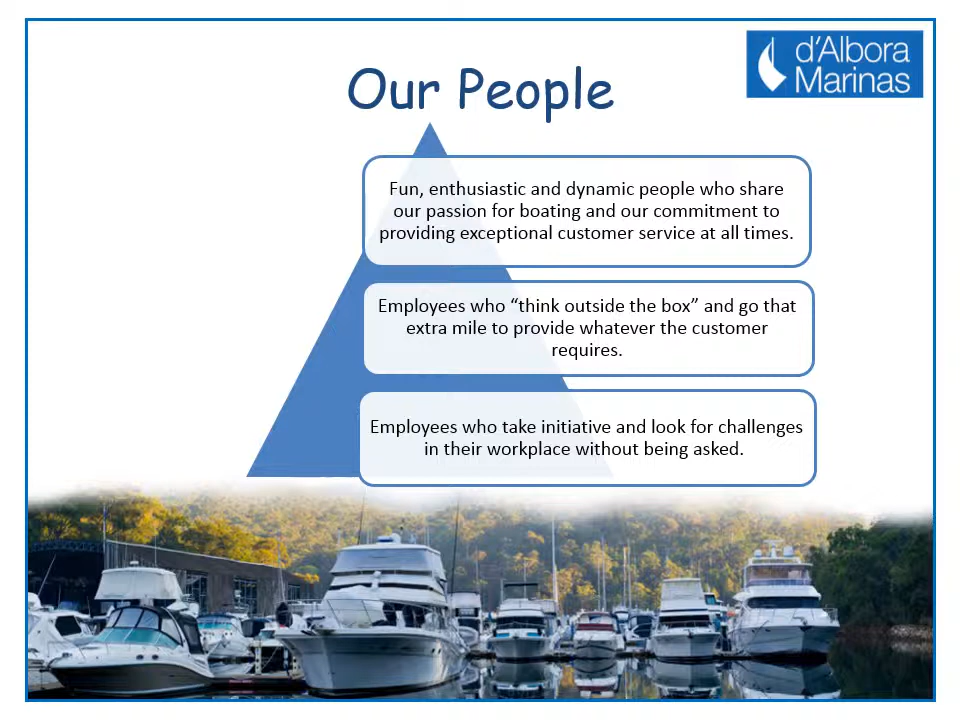 d'Albora
Marinas
Our People
Fun, enthusiastic and dynamic people who share
our passion for boating and our commitment to
providing exceptional customer service at all times.
Employees who “think outside the box” and go that
extra mile to provide whatever the customer
requires.
Employees who take initiative and look for challenges
in their workplace without being asked.